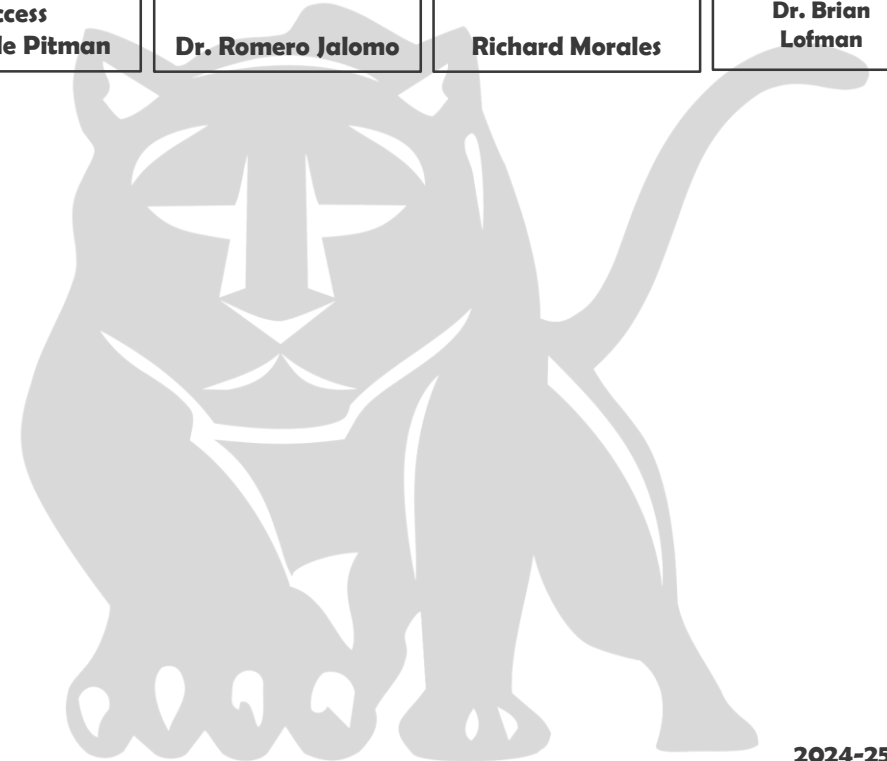 ccess
le Pitman
Dr. Romero Jalomo
Richard Morales
Dr. Brian
Lofman
2024-25